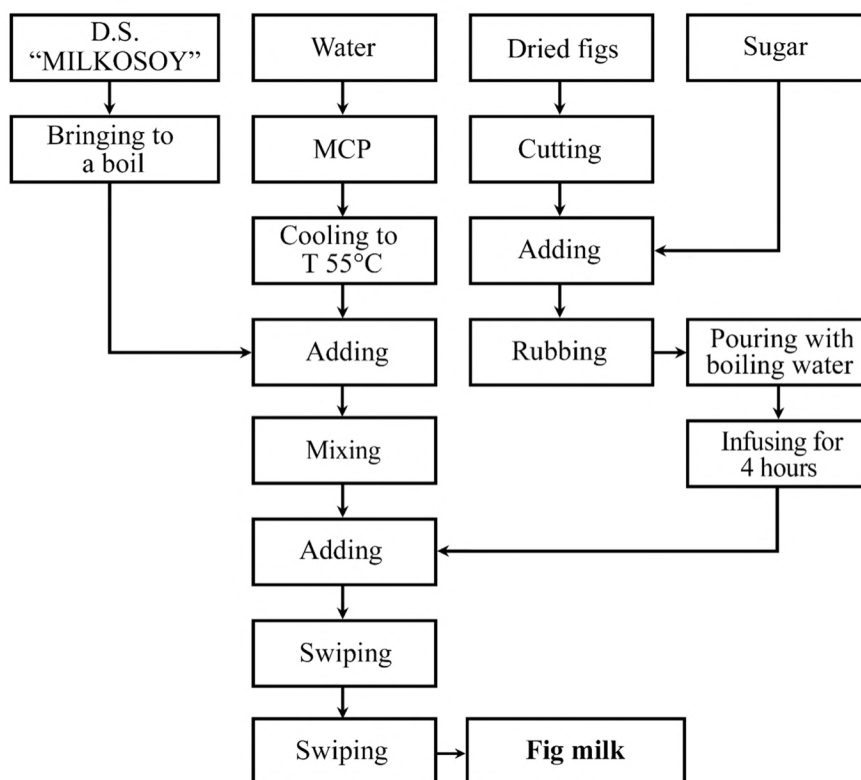 D.S.
“MILKOSOY”
Water
Dried figs
Sugar
Bringing to
a boil
MCP
Cutting
Cooling to
T 55°C
Adding
Adding
Rubbing
Pouring with
boiling water
Mixing
Infusing for
4 hours
Adding
Swiping
Swiping
Fig milk